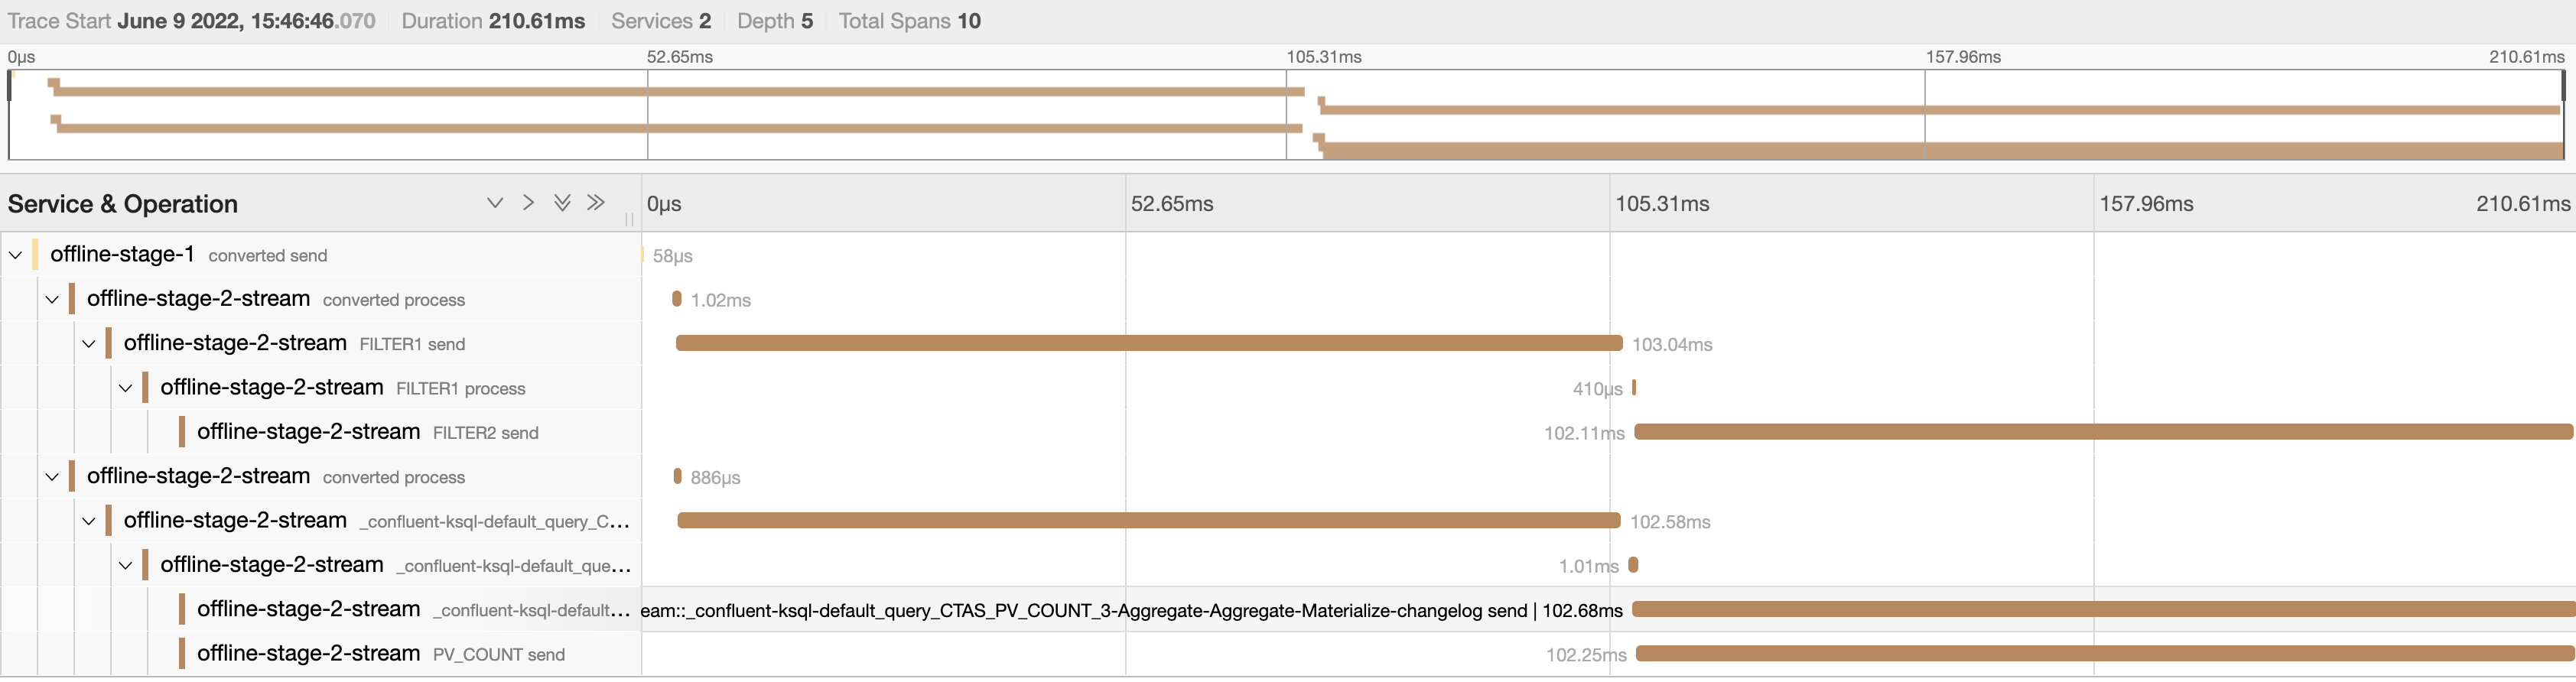 Trace Start June 9 2022, 15:46:46.070 Duration 210.61ms Services 2 Depth 5 Total Spans 10
0μs 52.65ms 105.31ms 157.96ms 210.61ms
Service & Operation 0μs 52.65ms 105.31ms 157.96ms 210.61ms
offline-stage-1 converted send 58μs
offline-stage-2-stream converted process 1.02ms
offline-stage-2-stream FILTER1 send 103.04ms
offline-stage-2-stream FILTER1 process 410μs
offline-stage-2-stream FILTER2 send 102.11ms
offline-stage-2-stream converted process 886μs
offline-stage-2-stream _confluent-ksql-default_query_C... 102.58ms
offline-stage-2-stream _confluent-ksql-default_que... 1.01ms
offline-stage-2-stream _confluent-ksql-default... eam::_confluent-ksql-default_query_CTAS_PV_COUNT_3-Aggregate-Aggregate-Materialize-changelog send | 102.68ms
offline-stage-2-stream PV_COUNT send 102.25ms